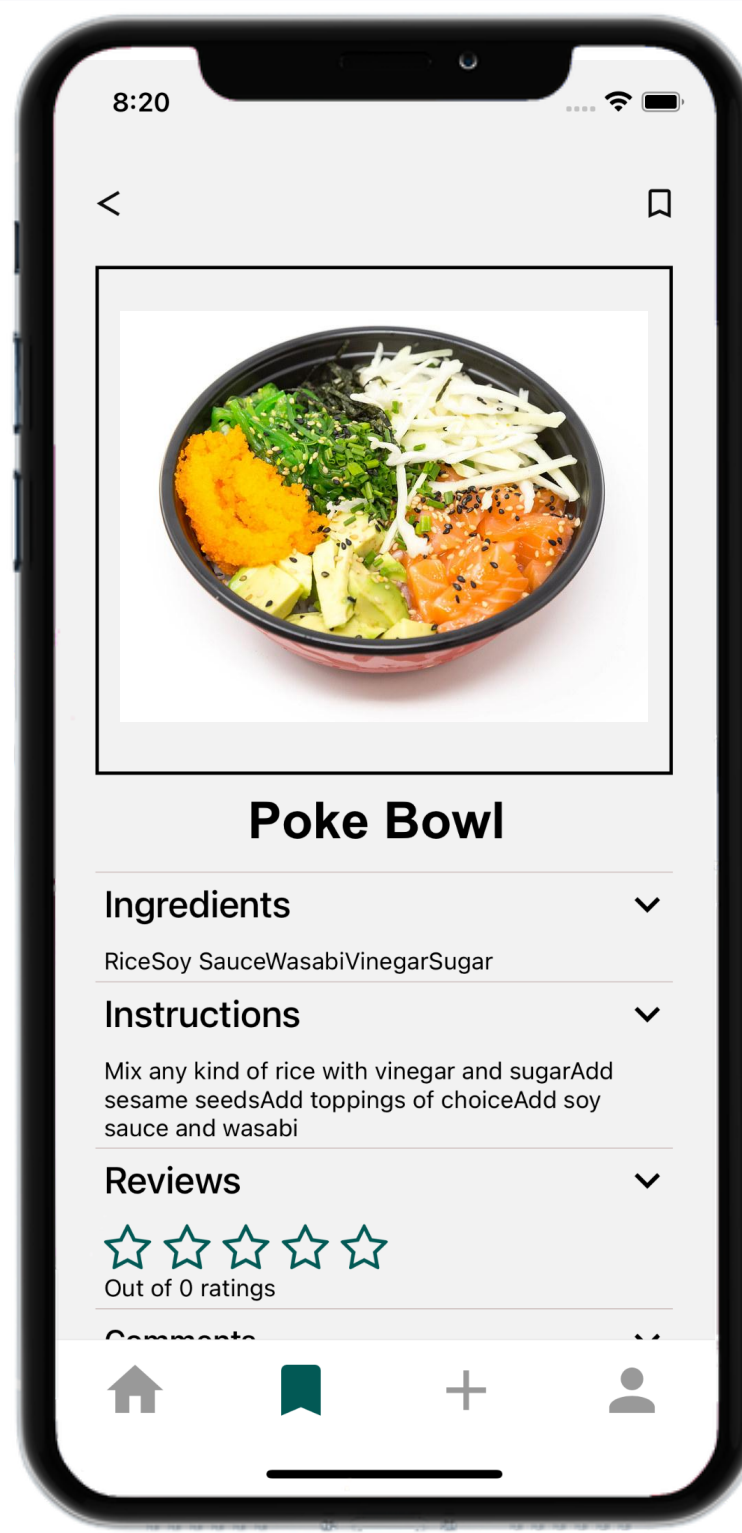 8:20
Poke Bowl
Ingredients
RiceSoy SauceWasabiVinegarSugar
Instructions
Mix any kind of rice with vinegar and sugarAdd
sesame seedsAdd toppings of choiceAdd soy
sauce and wasabi
Reviews
Out of 0 ratings
Comments